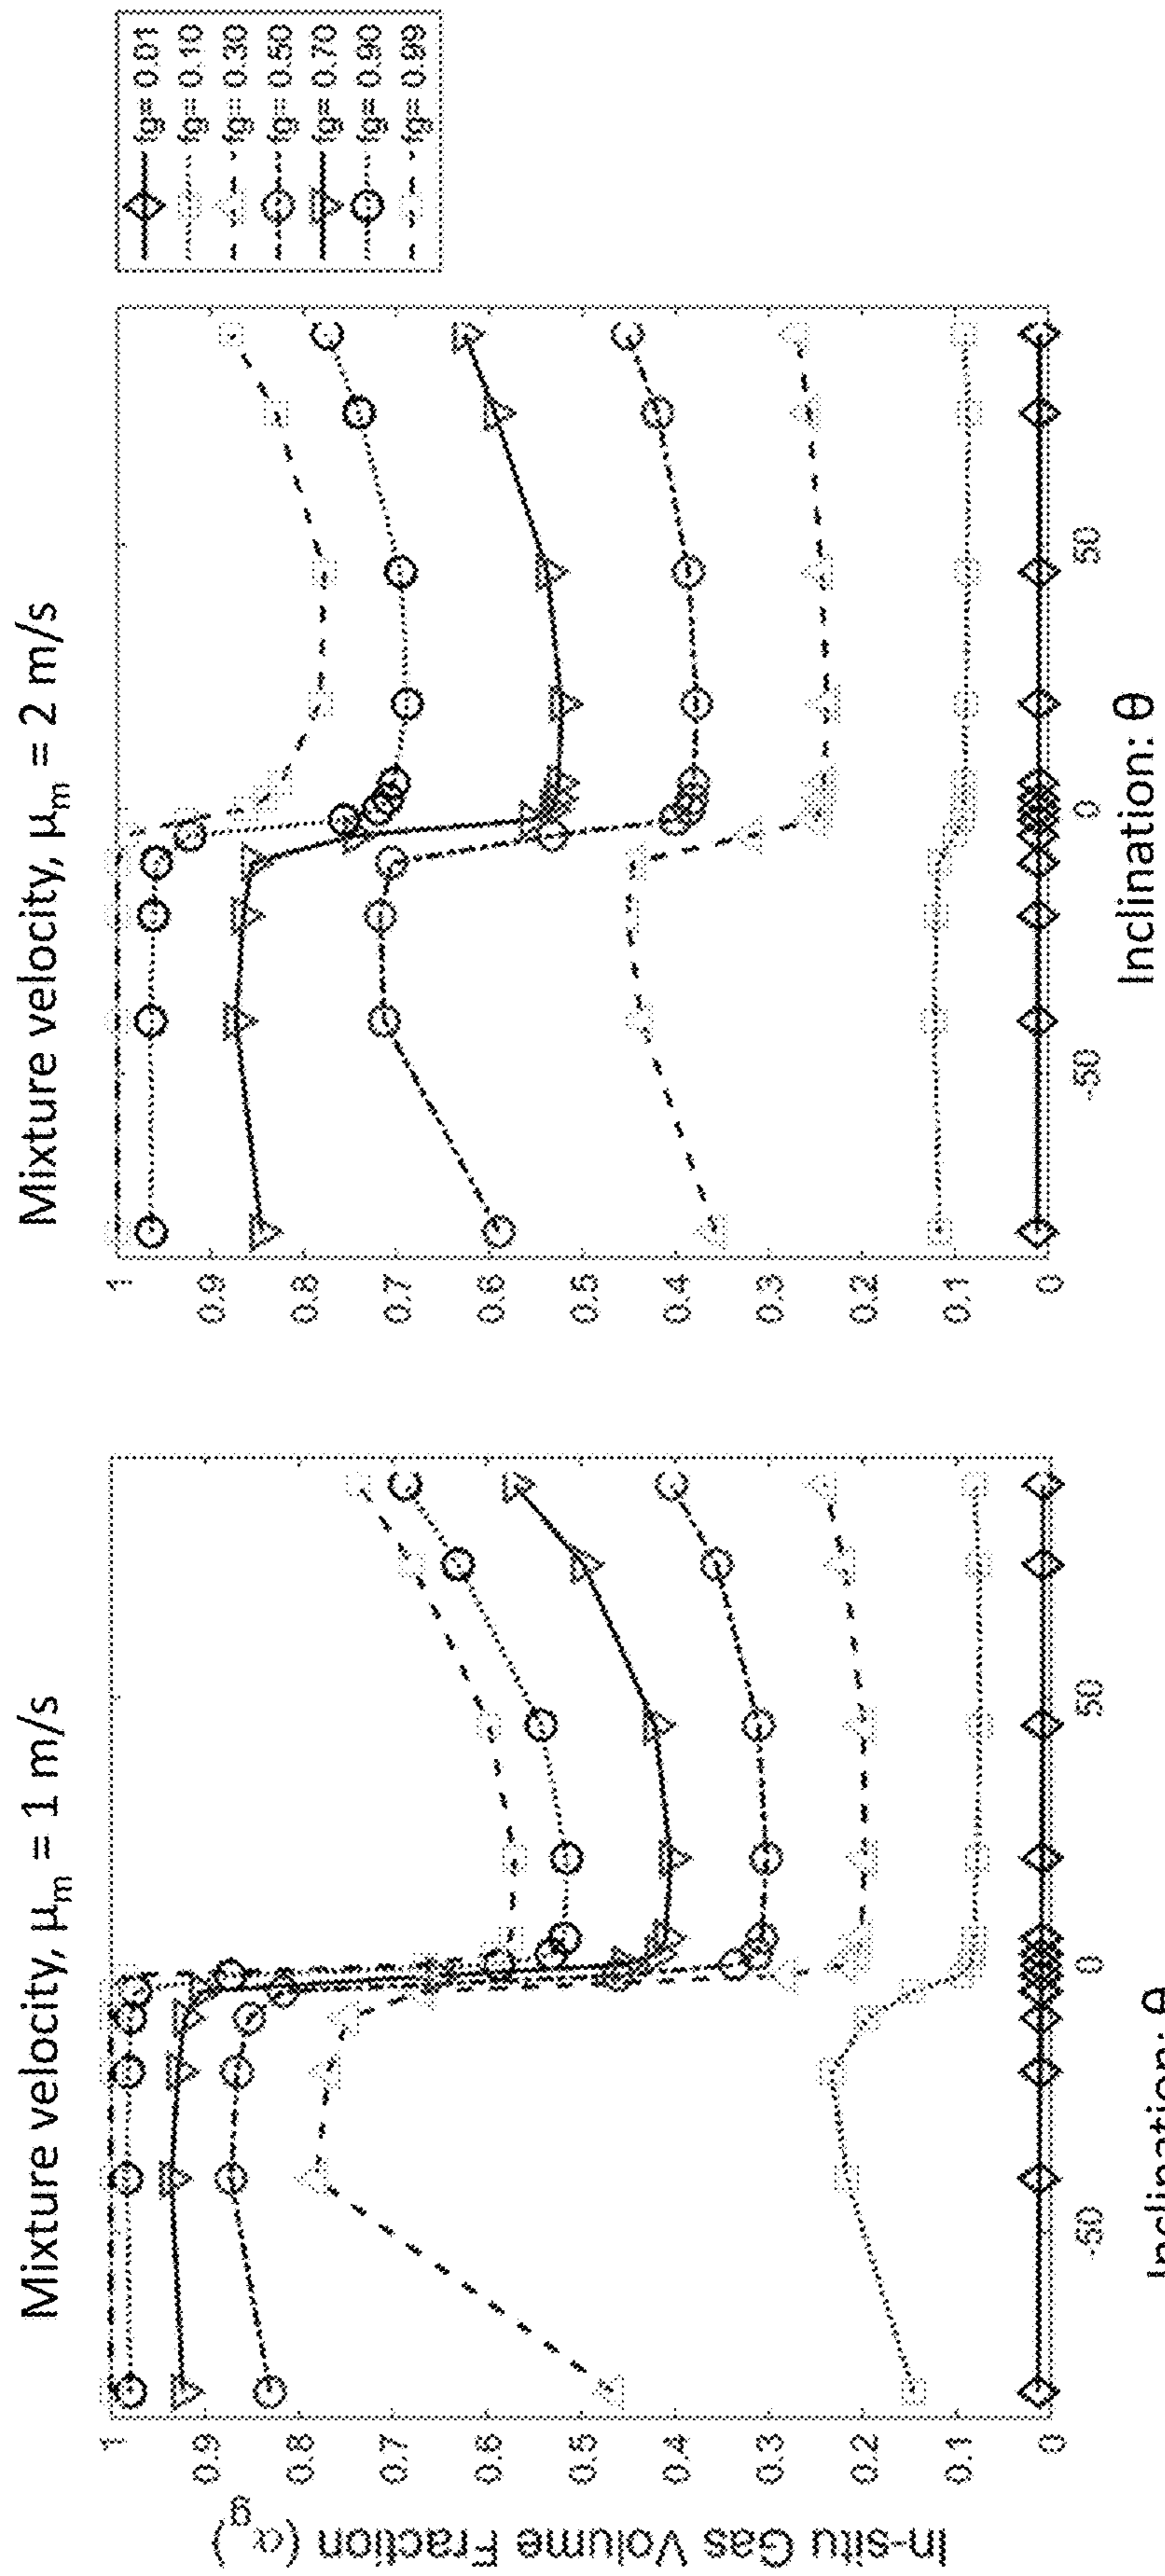 Mixture velocity, μm = 1 m/s
In-situ Gas Volume Fraction (αg)
1
0.9
0.8
0.7
0.6
0.5
0.4
0.3
0.2
0.1
0
-50
0
50
Inclination: θ
Mixture velocity, μm = 2 m/s
1
0.9
0.8
0.7
0.6
0.5
0.4
0.3
0.2
0.1
0
-50
0
50
Inclination: θ
fg= 0.01
fg= 0.10
fg= 0.30
fg= 0.50
fg= 0.70
fg= 0.90
fg= 0.99